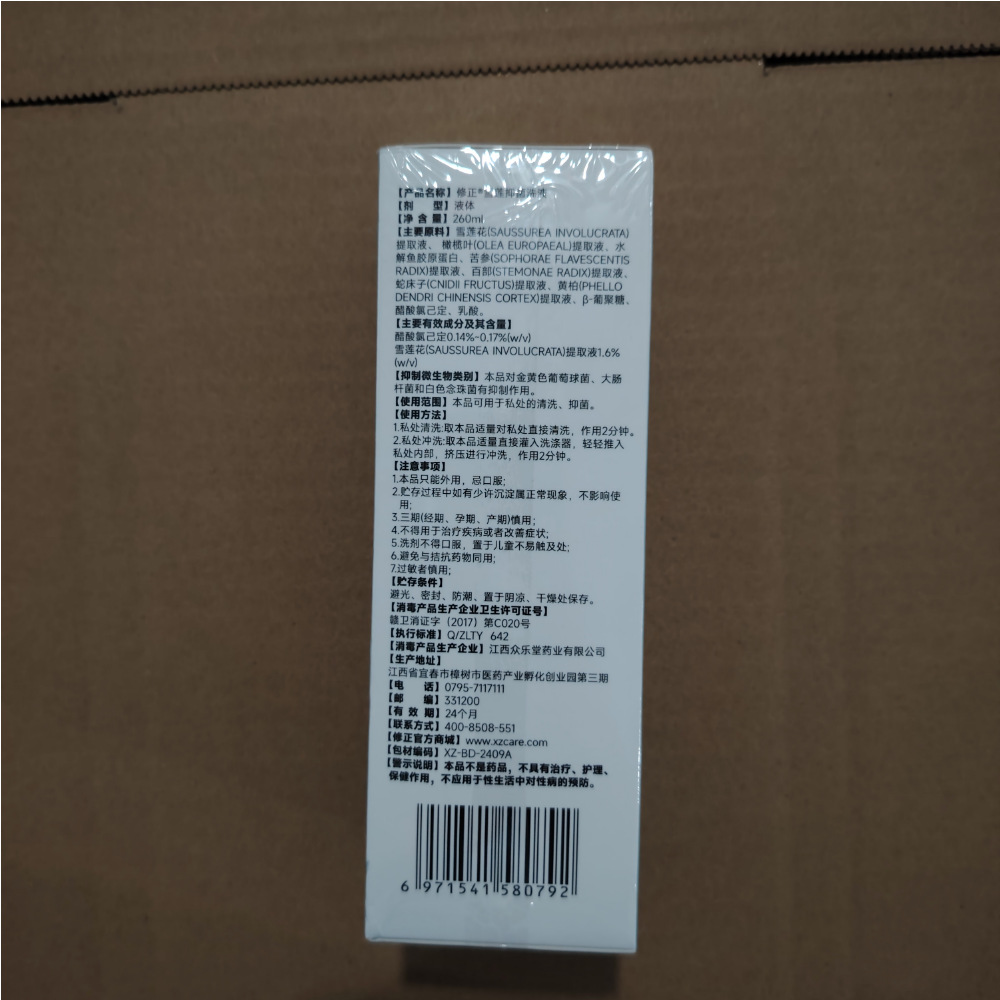 【产品名称】修正®雪莲抑菌洗液
【剂 型】液体
【净 含 量】260ml
【主要原料】雪莲花(SAUSSUREA INVOLUCRATA)
提取液、橄榄叶(OLEA EUROPAEAL)提取液、水
解鱼胶原蛋白、苦参(SOPHORAE FLAVESCENTIS
RADIX)提取液、百部(STEMONAE RADIX)提取液、
蛇床子(CNIDII FRUCTUS)提取液、黄柏(PHELLO
DENDRI CHINENSIS CORTEX)提取液、β-葡聚糖、
醋酸氯己定、乳酸。
【主要有效成分及其含量】
醋酸氯己定0.14%~0.17%(w/v)
雪莲花(SAUSSUREA INVOLUCRATA)提取液1.6%
(w/v)
【抑制微生物类别】本品对金黄色葡萄球菌、大肠
杆菌和白色念珠菌有抑制作用。
【使用范围】本品可用于私处的清洗、抑菌。
【使用方法】
1.私处清洗:取本品适量对私处直接清洗，作用2分钟。
2.私处冲洗:取本品适量直接灌入洗涤器，轻轻推入
私处内部，挤压进行冲洗，作用2分钟。
【注意事项】
1.本品只能外用，忌口服;
2.贮存过程中如有少许沉淀属正常现象，不影响使
用;
3.三期(经期、孕期、产期)慎用;
4.不得用于治疗疾病或者改善症状;
5.洗剂不得口服，置于儿童不易触及处;
6.避免与拮抗药物同用;
7.过敏者慎用;
【贮存条件】
避光、密封、防潮、置于阴凉、干燥处保存。
【消毒产品生产企业卫生许可证号】
赣卫消证字（2017）第C020号
【执行标准】Q/ZLTY 642
【消毒产品生产企业】江西众乐堂药业有限公司
【生产地址】
江西省宜春市樟树市医药产业孵化创业园第三期
【电 话】0795-7117111
【邮 编】331200
【有 效 期】24个月
【联系方式】400-8508-551
【修正官方商城】www.xzcare.com
【包材编码】XZ-BD-2409A
【警示说明】本品不是药品，不具有治疗、护理、
保健作用，不应用于性生活中对性病的预防。
6 971541 580792